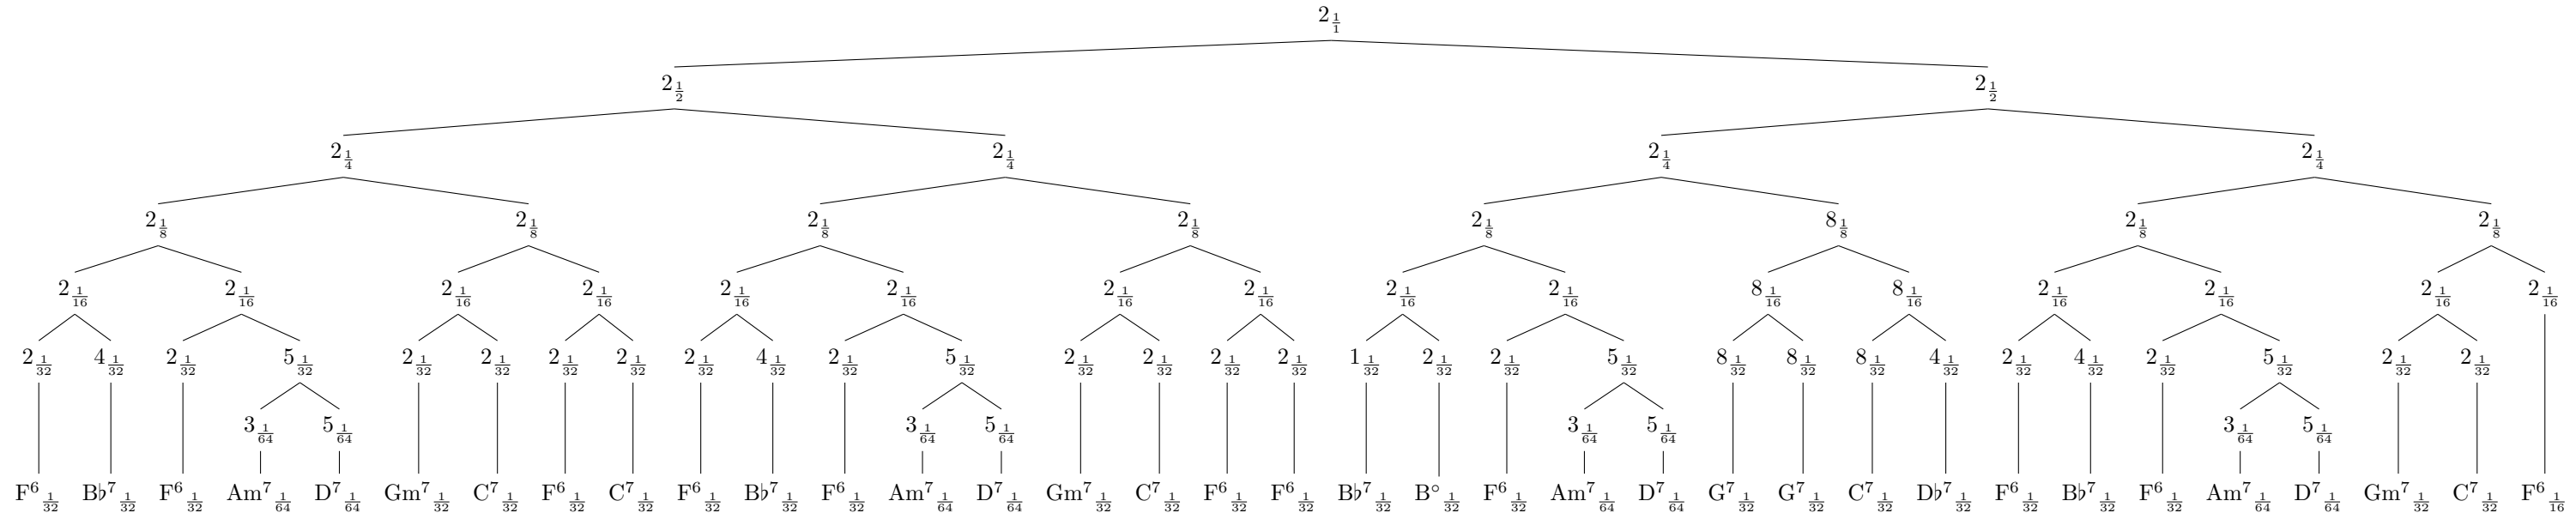 2 1/1
2 1/2 2 1/2
2 1/4 2 1/4 2 1/4 2 1/4
2 1/8 2 1/8 2 1/8 2 1/8 2 1/8 8 1/8 2 1/8 2 1/8
2 1/16 2 1/16 2 1/16 2 1/16 2 1/16 2 1/16 2 1/16 2 1/16 2 1/16 2 1/16 8 1/16 8 1/16 2 1/16 2 1/16 2 1/16 2 1/16
2 1/32 4 1/32 2 1/32 5 1/32 2 1/32 2 1/32 2 1/32 2 1/32 2 1/32 4 1/32 2 1/32 5 1/32 2 1/32 2 1/32 2 1/32 2 1/32 1 1/32 2 1/32 2 1/32 5 1/32 8 1/32 8 1/32 8 1/32 4 1/32 2 1/32 4 1/32 2 1/32 5 1/32 2 1/32 2 1/32
3 1/64 5 1/64 3 1/64 5 1/64 3 1/64 5 1/64 3 1/64 5 1/64
F⁶ 1/32 B♭⁷ 1/32 F⁶ 1/32 Am⁷ 1/64 D⁷ 1/64 Gm⁷ 1/32 C⁷ 1/32 F⁶ 1/32 C⁷ 1/32 F⁶ 1/32 B♭⁷ 1/32 F⁶ 1/32 Am⁷ 1/64 D⁷ 1/64 Gm⁷ 1/32 C⁷ 1/32 F⁶ 1/32 F⁶ 1/32 B♭⁷ 1/32 B° 1/32 F⁶ 1/32 Am⁷ 1/64 D⁷ 1/64 G⁷ 1/32 G⁷ 1/32 C⁷ 1/32 D♭⁷ 1/32 F⁶ 1/32 B♭⁷ 1/32 F⁶ 1/32 Am⁷ 1/64 D⁷ 1/64 Gm⁷ 1/32 C⁷ 1/32 F⁶ 1/16